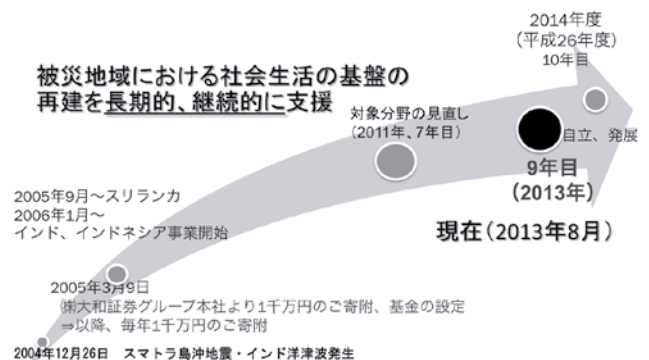 2014年度
(平成26年度)
10年目
被災地域における社会生活の基盤の
再建を長期的、継続的に支援
対象分野の見直し
(2011年、7年目)
自立、発展
9年目
(2013年)
現在(2013年8月)
2005年9月～スリランカ
2006年1月～
インド、インドネシア事業開始
2005年3月9日
㈱大和証券グループ本社より1千万円のご寄附、基金の設定
⇒以降、毎年1千万円のご寄附
2004年12月26日 スマトラ島沖地震・インド洋津波発生